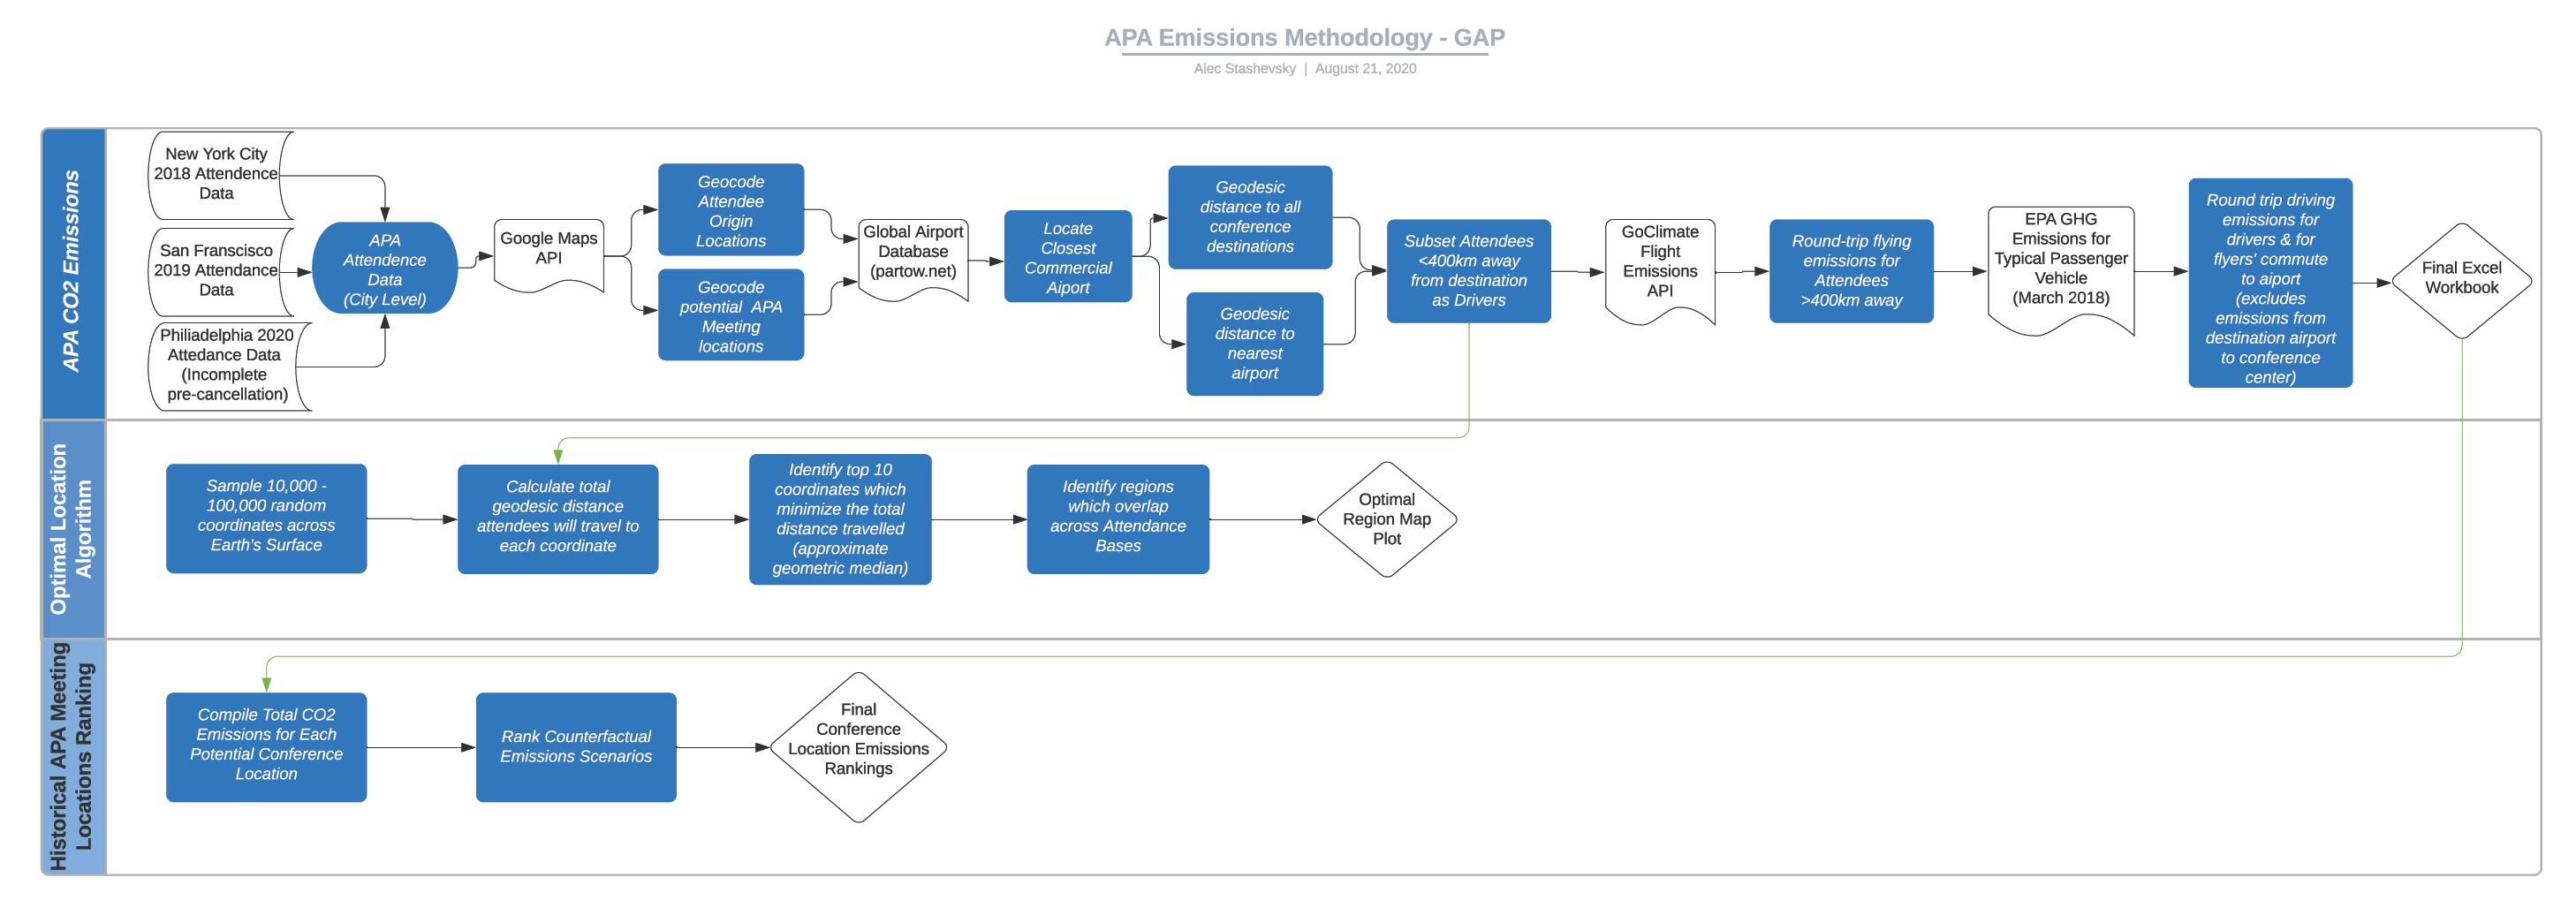 APA Emissions Methodology - GAP
Alec Stashevsky | August 21, 2020
APA CO2 Emissions
New York City
2018 Attendence
Data
San Franscisco
2019 Attendance
Data
Philiadelphia 2020
Attedance Data
(Incomplete
pre-cancellation)
APA
Attendence
Data
(City Level)
Google Maps
API
Geocode
Attendee
Origin
Locations
Geocode
potential APA
Meeting
locations
Global Airport
Database
(partow.net)
Locate
Closest
Commercial
Aiport
Geodesic
distance to all
conference
destinations
Geodesic
distance to
nearest
airport
Subset Attendees
<400km away
from destination
as Drivers
GoClimate
Flight
Emissions
API
Round-trip flying
emissions for
Attendees
>400km away
EPA GHG
Emissions for
Typical Passenger
Vehicle
(March 2018)
Round trip driving
emissions for
drivers & for
flyers' commute
to aiport
(excludes
emissions from
destination airport
to conference
center)
Final Excel
Workbook
Optimal Location
Algorithm
Sample 10,000 -
100,000 random
coordinates across
Earth's Surface
Calculate total
geodesic distance
attendees will travel to
each coordinate
Identify top 10
coordinates which
minimize the total
distance travelled
(approximate
geometric median)
Identify regions
which overlap
across Attendance
Bases
Optimal
Region Map
Plot
Historical APA Meeting
Locations Ranking
Compile Total CO2
Emissions for Each
Potential Conference
Location
Rank Counterfactual
Emissions Scenarios
Final
Conference
Location Emissions
Rankings